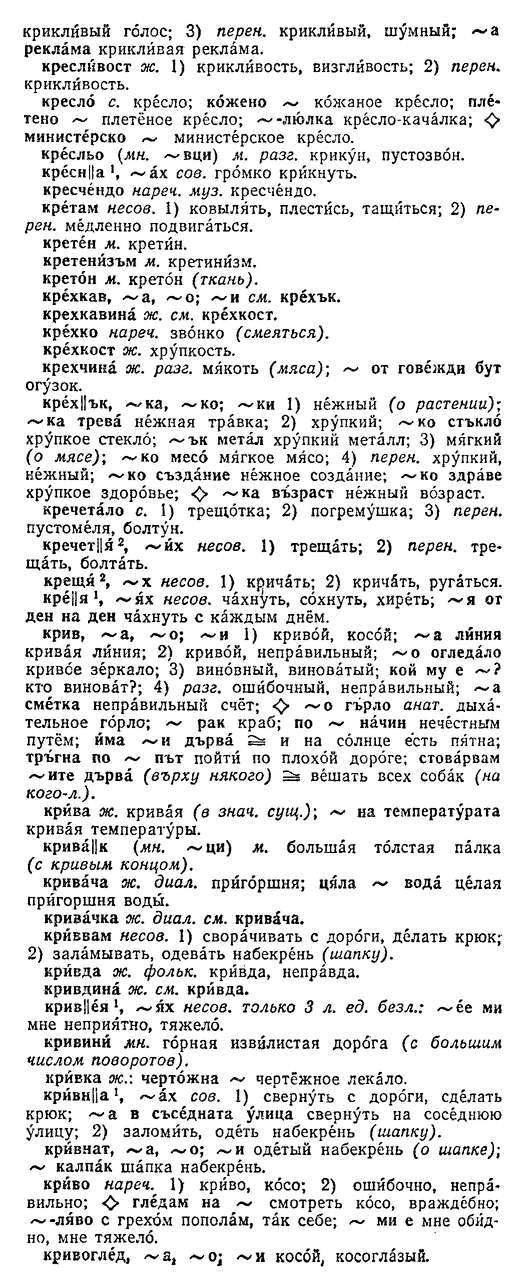 крикли́вый го́лос; 3) перен. крикли́вый, шу́мный; ~а
рекла́ма крикли́вая рекла́ма.
кресли́вост ж. 1) крикли́вость, визгли́вость; 2) перен.
крикли́вость.
кресло́ с. кре́сло; ко́жено ~ ко́жаное кре́сло; пле́-
тено ~ плетёное кре́сло; ~-лю́лка кре́сло-кача́лка; ◇
министе́рско ~ министе́рское кре́сло.
кре́сльо (мн. ~вци) м. разг. крику́н, пустозво́н.
кре́сн||а ¹, ~ах сов. гро́мко кри́кнуть.
кресче́ндо нареч. муз. кресче́ндо.
кре́там несов. 1) ковыля́ть, плести́сь, тащи́ться; 2) пе-
рен. ме́дленно подвига́ться.
крете́н м. крети́н.
кретени́зъм м. кретини́зм.
крето́н м. крето́н (ткань).
кре́хкав, ~а, ~о; ~и см. кре́хък.
крехкавина́ ж. см. кре́хкост.
кре́хко нареч. зво́нко (смеяться).
кре́хкост ж. хру́пкость.
крехчина́ ж. разг. мя́коть (мяса); ~ от гове́жди бут
огу́зок.
кре́х||ък, ~ка, ~ко; ~ки 1) не́жный (о растении);
~ка трева́ не́жная тра́вка; 2) хру́пкий; ~ко стъкло́
хру́пкое стекло́; ~ък мета́л хру́пкий мета́лл; 3) мя́гкий
(о мясе); ~ко месо́ мя́гкое мя́со; 4) перен. хру́пкий,
не́жный; ~ко създа́ние не́жное созда́ние; ~ко здра́ве
хру́пкое здоро́вье; ◇ ~ка въ́зраст не́жный во́зраст.
кречета́ло с. 1) трещо́тка; 2) погрему́шка; 3) перен.
пустоме́ля, болту́н.
кречет||я́ ², ~и́х несов. 1) треща́ть; 2) перен. тре-
ща́ть, болта́ть.
крещя́ ², ~х несов. 1) крича́ть; 2) крича́ть, руга́ться.
кре́||я ¹, ~ях несов. ча́хнуть, со́хнуть, хире́ть; ~я от
ден на ден ча́хнуть с ка́ждым днём.
крив, ~а, ~о; ~и 1) криво́й, косо́й; ~а ли́ния
крива́я ли́ния; 2) криво́й, непра́вильный; ~о огледа́ло
криво́е зе́ркало; 3) вино́вный, винова́тый; кой му е ~?
кто винова́т?; 4) разг. оши́бочный, непра́вильный; ~а
сме́тка непра́вильный счёт; ◇ ~о гъ́рло анат. дыха́-
тельное го́рло; ~ рак краб; по ~ на́чин нече́стным
путём; и́ма ~и дърва́ ≅ и на со́лнце е́сть пя́тна;
тръ́гна по ~ път пойти́ по плохо́й доро́ге; стова́рвам
~ите дърва́ (върху някого) ≅ ве́шать всех соба́к (на
кого-л.).
кри́ва ж. крива́я (в знач. сущ.); ~ на температу́рата
крива́я температу́ры.
крива́||к (мн. ~ци) м. больша́я то́лстая па́лка
(с кривым концом).
крива́ча ж. диал. при́горшня; ця́ла ~ вода́ це́лая
при́горшня воды́.
крива́чка ж. диал. см. крива́ча.
кри́ввам несов. 1) свора́чивать с доро́ги, де́лать крюк;
2) зала́мывать, одева́ть набекре́нь (шапку).
кри́вда ж. фольк. кри́вда, непра́вда.
кривдина́ ж. см. кри́вда.
крив||е́я ¹, ~я́х несов. только 3 л. ед. безл.: ~е́е ми
мне неприя́тно, тяжело́.
кривини́ мн. го́рная изви́листая доро́га (с большим
числом поворотов).
кри́вка ж.: черто́жна ~ чертёжное лека́ло.
кри́вн||а ¹, ~ах сов. 1) сверну́ть с доро́ги, сде́лать
крюк; ~а в съсе́дната у́лица сверну́ть на сосе́днюю
у́лицу; 2) заломи́ть, оде́ть набекре́нь (шапку).
кри́внат, ~а, ~о; ~и оде́тый набекре́нь (о шапке);
~ калпа́к ша́пка набекре́нь.
кри́во нареч. 1) кри́во, ко́со; 2) оши́бочно, непра́-
вильно; ◇ гле́дам на ~ смотре́ть ко́со, вражде́бно;
~-ля́во с грехо́м попола́м, та́к себе; ~ ми е мне оби́д-
но, мне тяжело́.
кривогле́д, ~а, ~о; ~и косо́й, косогла́зый.